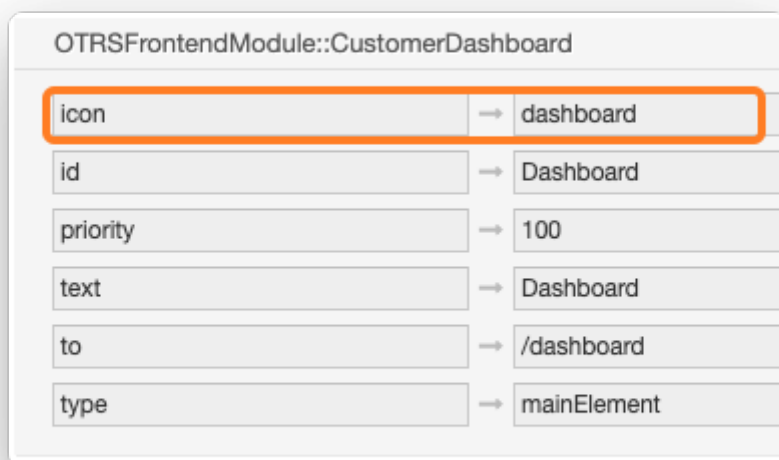 OTRSFrontendModule::CustomerDashboard
icon → dashboard
id → Dashboard
priority → 100
text → Dashboard
to → /dashboard
type → mainElement